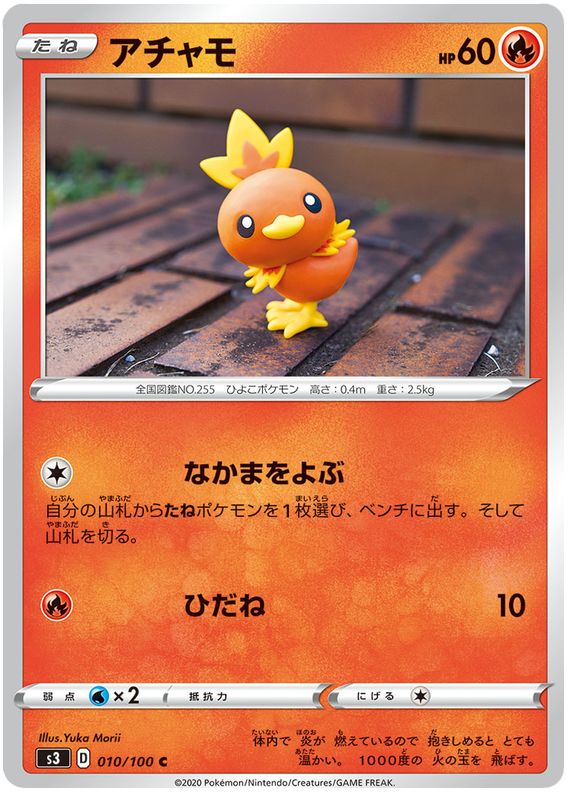 たね アチャモ HP60
全国図鑑NO.255 ひよこポケモン 高さ：0.4m 重さ：2.5kg
なかまをよぶ
自分の山札からたねポケモンを1枚選び、ベンチに出す。そして
山札を切る。
ひだね 10
弱点 ×2 抵抗力 にげる
Illus.Yuka Morii
s3 D 010/100 C
体内で 炎が 燃えているので 抱きしめると とても
温かい。 1000度の 火の玉を 飛ばす。
©2020 Pokémon/Nintendo/Creatures/GAME FREAK.